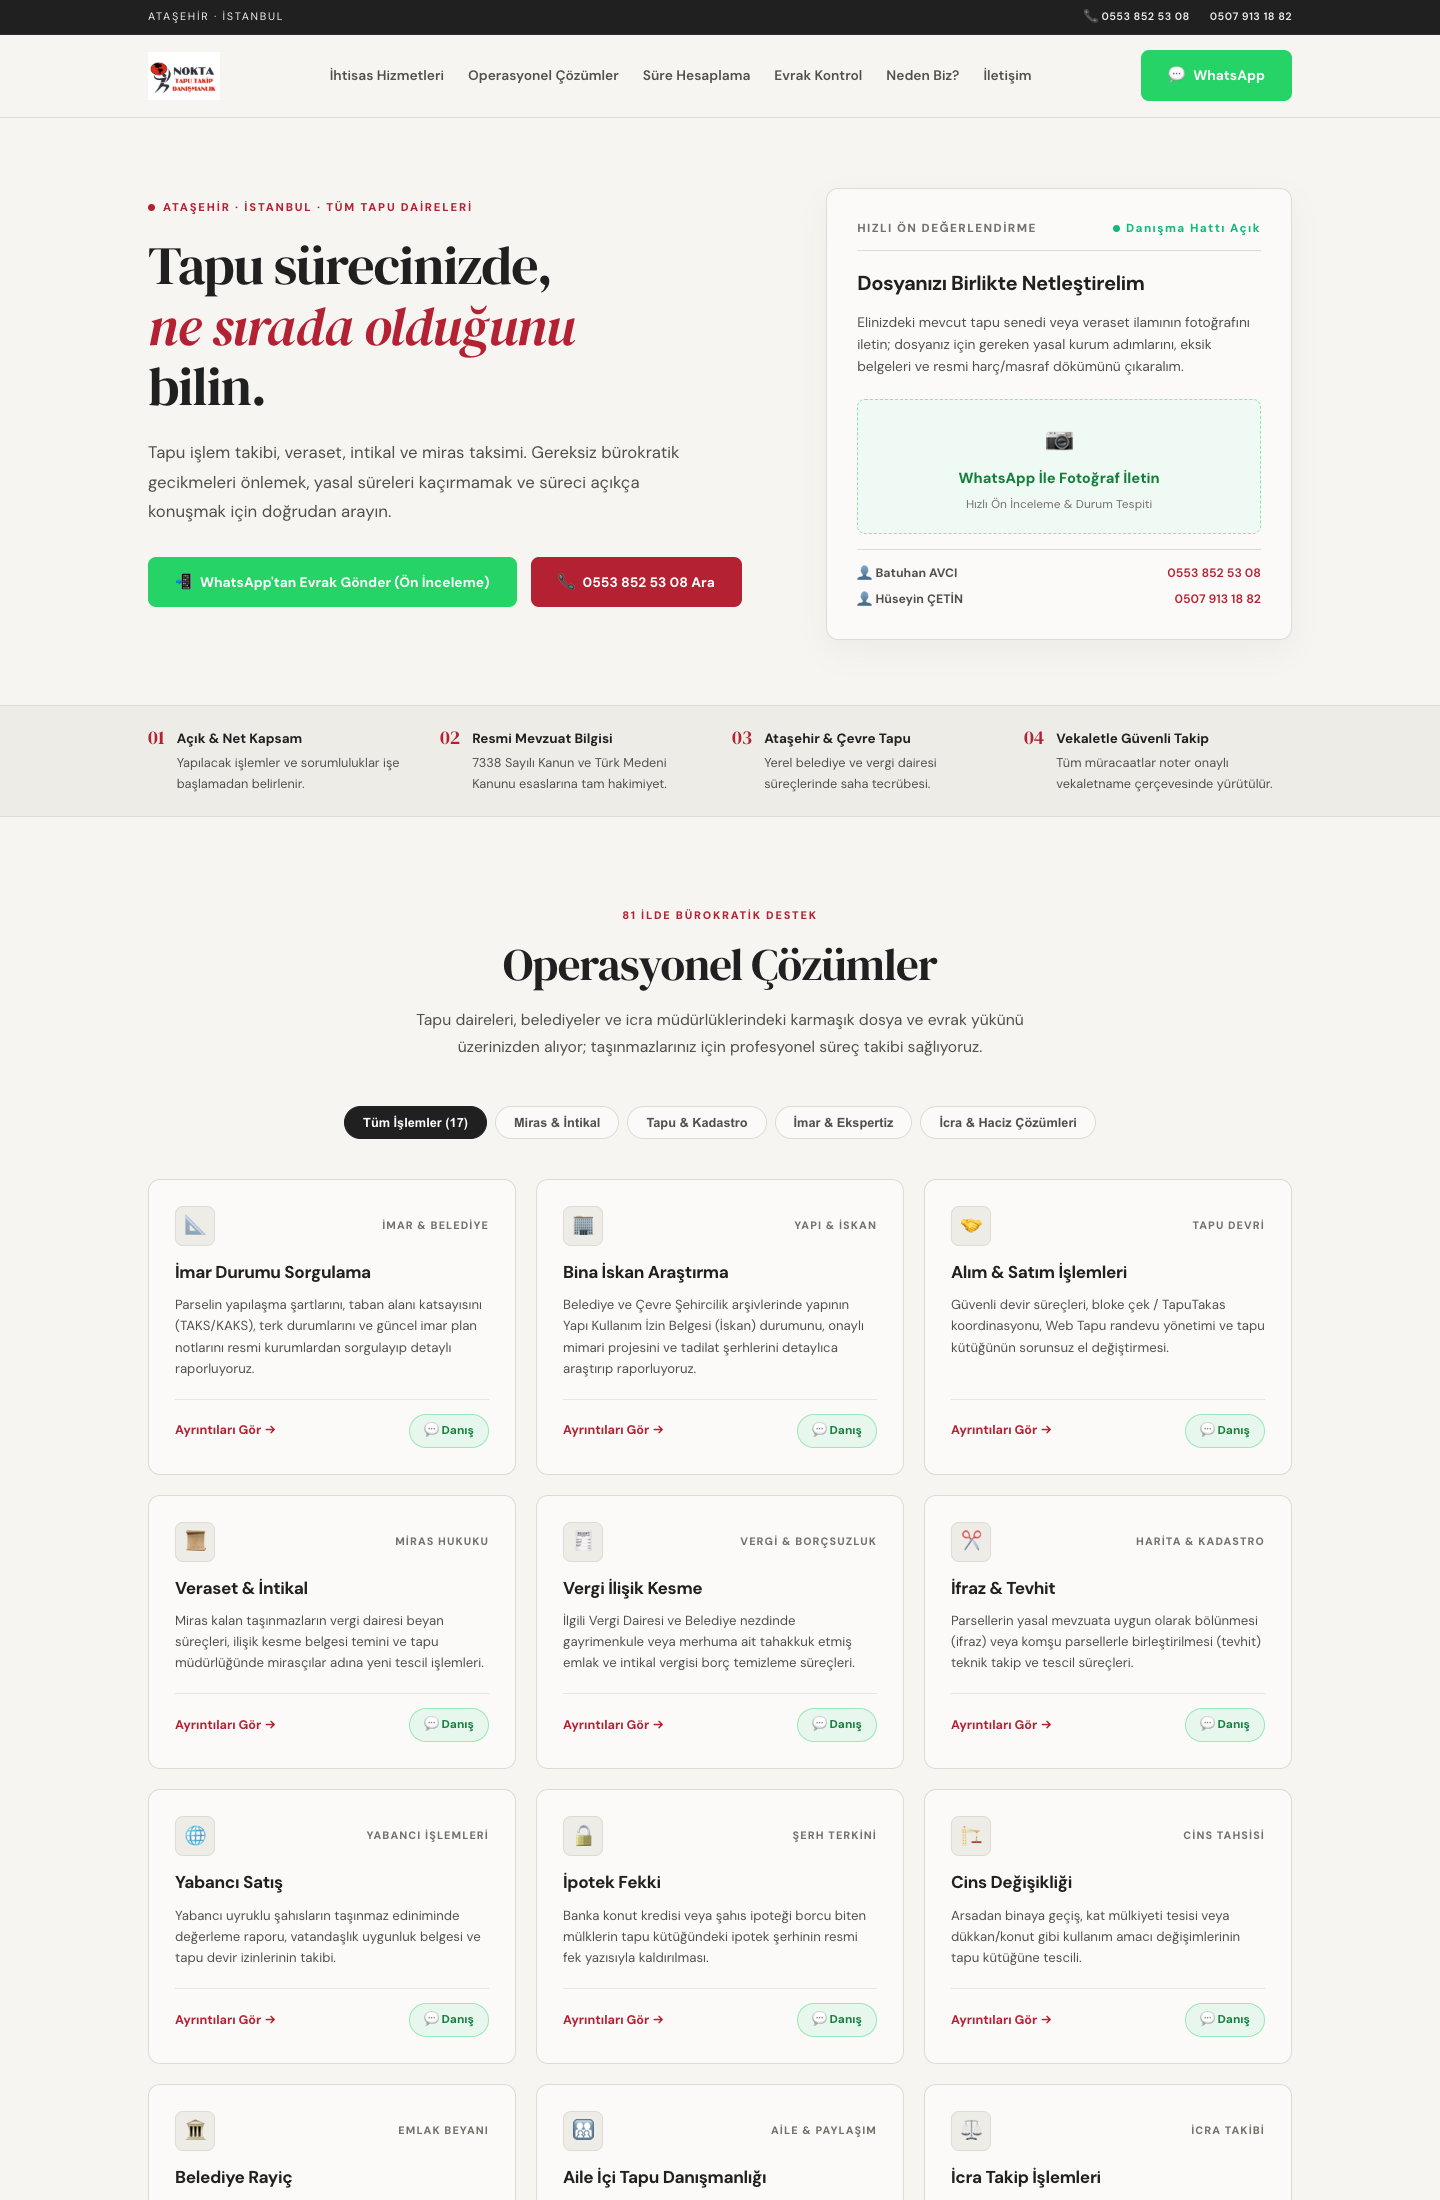 ATAŞEHİR · İSTANBUL
0553 852 53 08
0507 913 18 82
NOKTA
TAPU TAKİP
DANIŞMANLIK
İhtisas Hizmetleri
Operasyonel Çözümler
Süre Hesaplama
Evrak Kontrol
Neden Biz?
İletişim
WhatsApp
ATAŞEHİR · İSTANBUL · TÜM TAPU DAİRELERİ
Tapu sürecinizde,
ne sırada olduğunu
bilin.
Tapu işlem takibi, veraset, intikal ve miras taksimi. Gereksiz bürokratik
gecikmeleri önlemek, yasal süreleri kaçırmamak ve süreci açıkça
konuşmak için doğrudan arayın.
WhatsApp'tan Evrak Gönder (Ön İnceleme)
0553 852 53 08 Ara
HIZLI ÖN DEĞERLENDİRME
Danışma Hattı Açık
Dosyanızı Birlikte Netleştirelim
Elinizdeki mevcut tapu senedi veya veraset ilamının fotoğrafını
iletin; dosyanız için gereken yasal kurum adımlarını, eksik
belgeleri ve resmi harç/masraf dökümünü çıkaralım.
WhatsApp İle Fotoğraf İletin
Hızlı Ön İnceleme & Durum Tespiti
Batuhan AVCI
0553 852 53 08
Hüseyin ÇETİN
0507 913 18 82
01
Açık & Net Kapsam
Yapılacak işlemler ve sorumluluklar işe
başlamadan belirlenir.
02
Resmi Mevzuat Bilgisi
7338 Sayılı Kanun ve Türk Medeni
Kanunu esaslarına tam hakimiyet.
03
Ataşehir & Çevre Tapu
Yerel belediye ve vergi dairesi
süreçlerinde saha tecrübesi.
04
Vekaletle Güvenli Takip
Tüm müracaatlar noter onaylı
vekaletname çerçevesinde yürütülür.
81 İLDE BÜROKRATİK DESTEK
Operasyonel Çözümler
Tapu daireleri, belediyeler ve icra müdürlüklerindeki karmaşık dosya ve evrak yükünü
üzerinizden alıyor; taşınmazlarınız için profesyonel süreç takibi sağlıyoruz.
Tüm İşlemler (17)
Miras & İntikal
Tapu & Kadastro
İmar & Ekspertiz
İcra & Haciz Çözümleri
İMAR & BELEDİYE
İmar Durumu Sorgulama
Parselin yapılaşma şartlarını, taban alanı katsayısını
(TAKS/KAKS), terk durumlarını ve güncel imar plan
notlarını resmi kurumlardan sorgulayıp detaylı
raporluyoruz.
Ayrıntıları Gör →
Danış
YAPI & İSKAN
Bina İskan Araştırma
Belediye ve Çevre Şehircilik arşivlerinde yapının
Yapı Kullanım İzin Belgesi (İskan) durumunu, onaylı
mimari projesini ve tadilat şerhlerini detaylıca
araştırıp raporluyoruz.
Ayrıntıları Gör →
Danış
TAPU DEVRİ
Alım & Satım İşlemleri
Güvenli devir süreçleri, bloke çek / TapuTakas
koordinasyonu, Web Tapu randevu yönetimi ve tapu
kütüğünün sorunsuz el değiştirmesi.
Ayrıntıları Gör →
Danış
MİRAS HUKUKU
Veraset & İntikal
Miras kalan taşınmazların vergi dairesi beyan
süreçleri, ilişik kesme belgesi temini ve tapu
müdürlüğünde mirasçılar adına yeni tescil işlemleri.
Ayrıntıları Gör →
Danış
VERGİ & BORÇSUZLUK
Vergi İlişik Kesme
İlgili Vergi Dairesi ve Belediye nezdinde
gayrimenkule veya merhuma ait tahakkuk etmiş
emlak ve intikal vergisi borç temizleme süreçleri.
Ayrıntıları Gör →
Danış
HARİTA & KADASTRO
İfraz & Tevhit
Parsellerin yasal mevzuata uygun olarak bölünmesi
(ifraz) veya komşu parsellerle birleştirilmesi (tevhit)
teknik takip ve tescil süreçleri.
Ayrıntıları Gör →
Danış
YABANCI İŞLEMLERİ
Yabancı Satış
Yabancı uyruklu şahısların taşınmaz ediniminde
değerleme raporu, vatandaşlık uygunluk belgesi ve
tapu devir izinlerinin takibi.
Ayrıntıları Gör →
Danış
ŞERH TERKİNİ
İpotek Fekki
Banka konut kredisi veya şahıs ipoteği borcu biten
mülklerin tapu kütüğündeki ipotek şerhinin resmi
fek yazısıyla kaldırılması.
Ayrıntıları Gör →
Danış
CİNS TAHSİSİ
Cins Değişikliği
Arsadan binaya geçiş, kat mülkiyeti tesisi veya
dükkan/konut gibi kullanım amacı değişimlerinin
tapu kütüğüne tescili.
Ayrıntıları Gör →
Danış
EMLAK BEYANI
Belediye Rayiç
AİLE & PAYLAŞIM
Aile İçi Tapu Danışmanlığı
İCRA TAKİBİ
İcra Takip İşlemleri